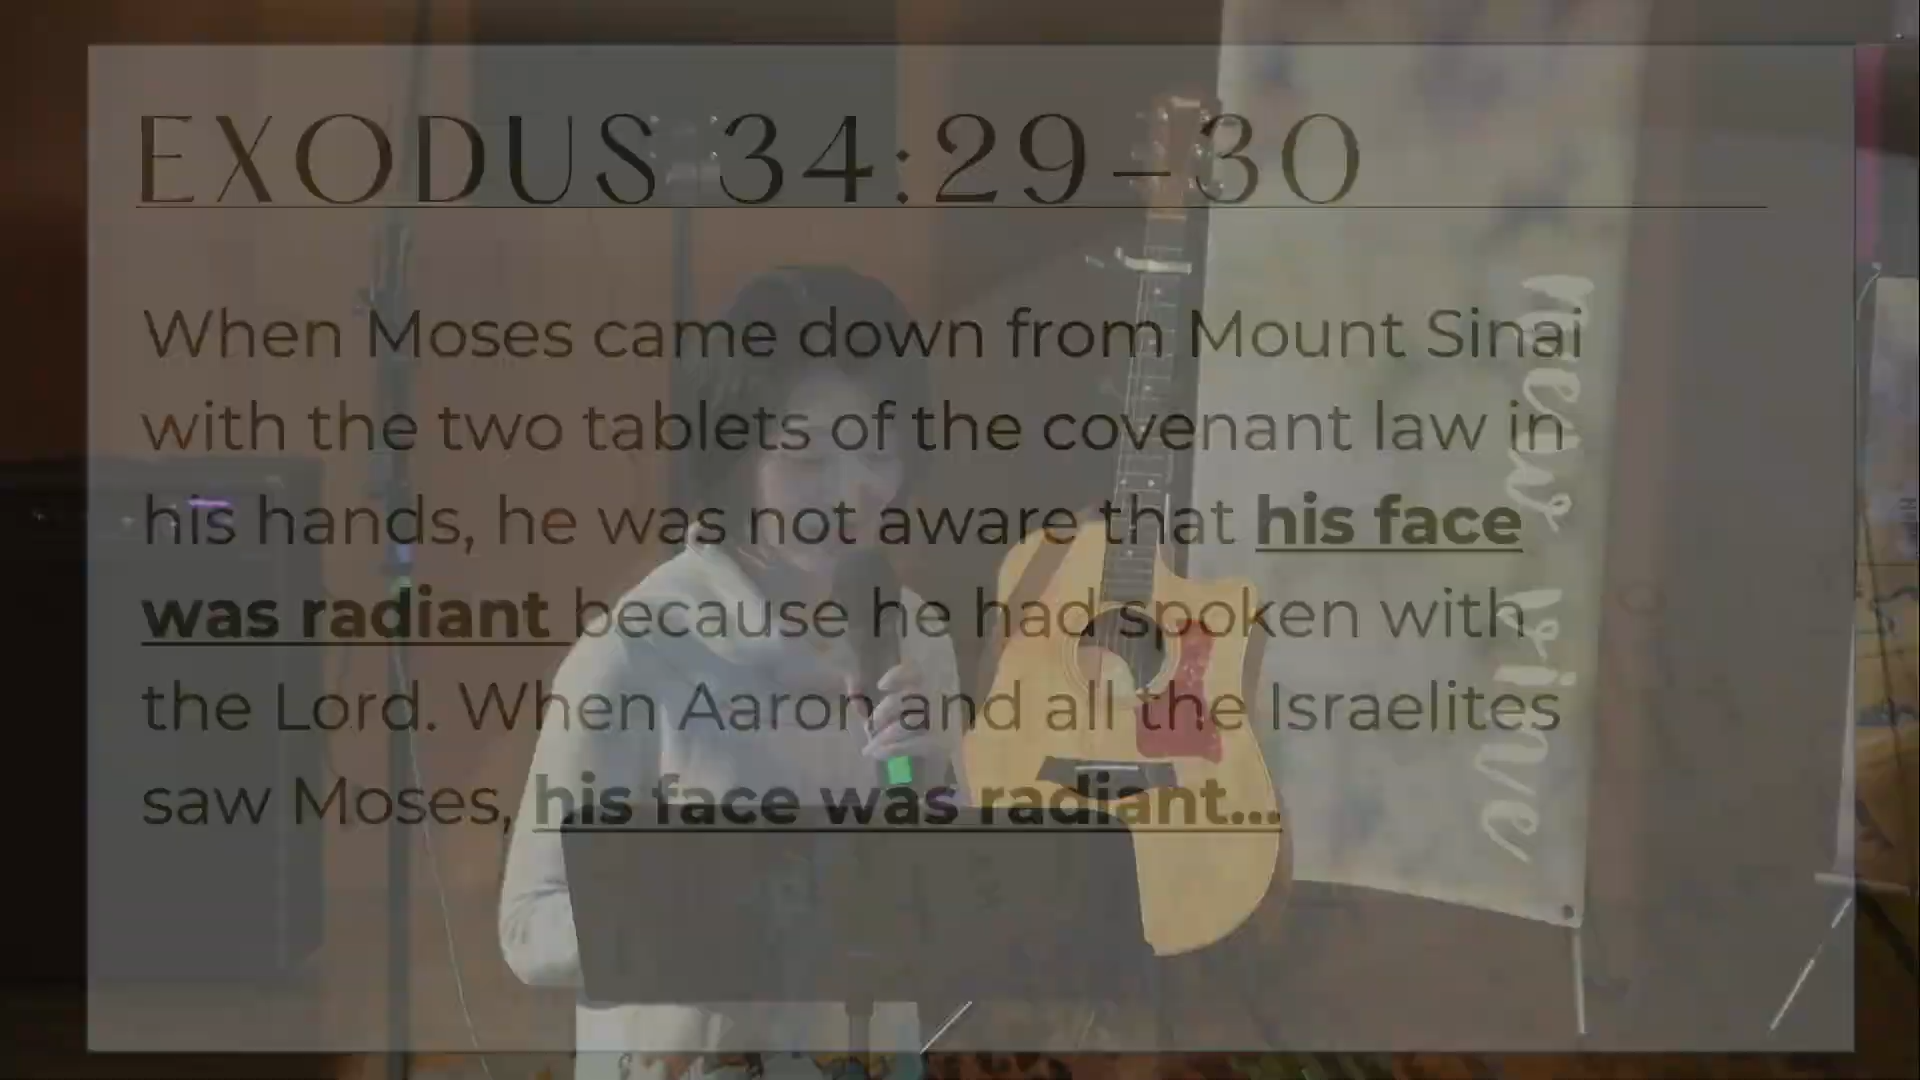 EXODUS 34:29-30
When Moses came down from Mount Sinai
with the two tablets of the covenant law in
his hands, he was not aware that his face
was radiant because he had spoken with
the Lord. When Aaron and all the Israelites
saw Moses, his face was radiant...
new wine